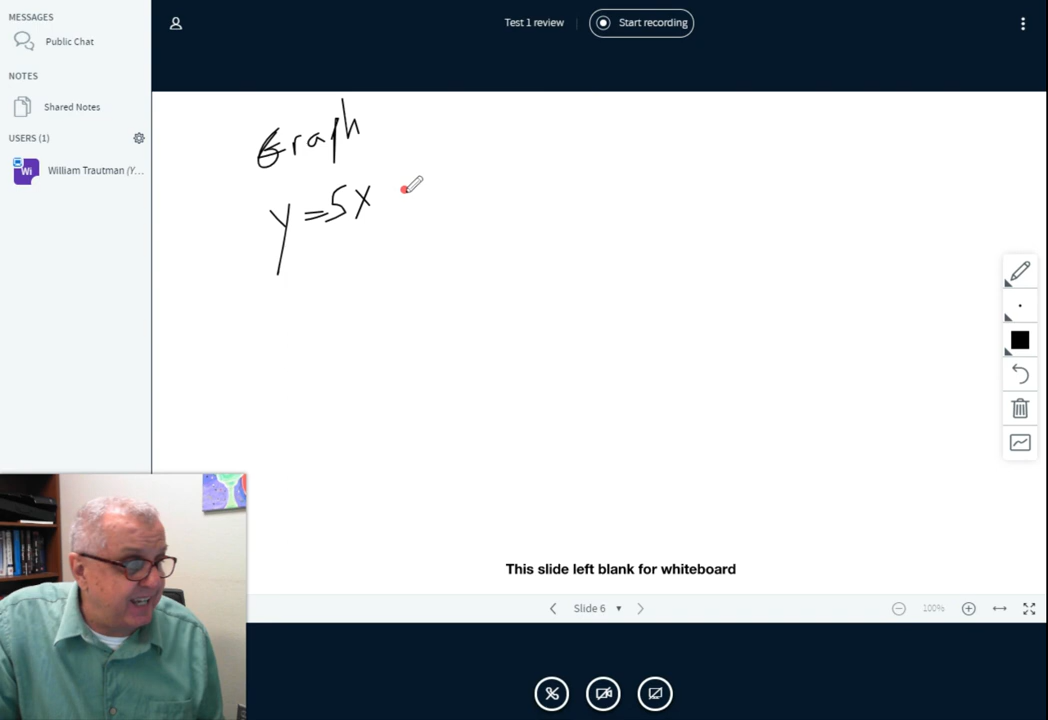 MESSAGES
Public Chat
NOTES
Shared Notes
USERS (1)
Wi William Trautman (Y...
Test 1 review
Start recording
Graph
y=5x
This slide left blank for whiteboard
Slide 6
100%